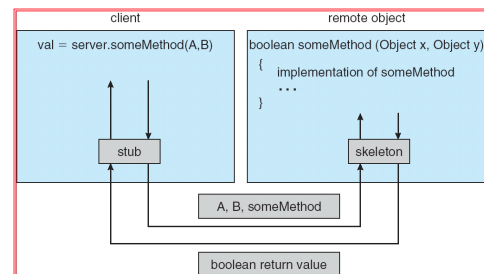 client
remote object
val = server.someMethod(A,B)
boolean someMethod (Object x, Object y)
{
implementation of someMethod
...
}
stub
skeleton
A, B, someMethod
boolean return value